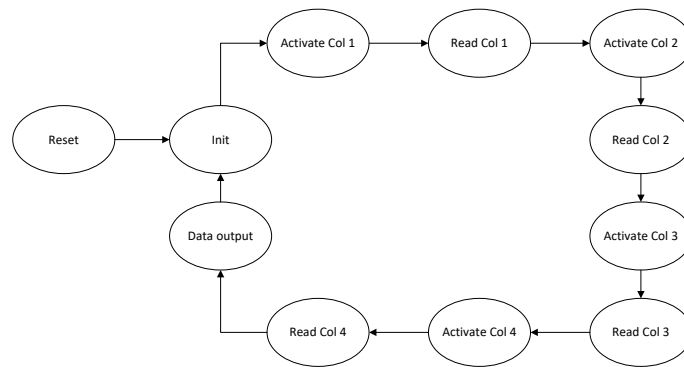 Activate Col 1
Read Col 1
Activate Col 2
Reset
Init
Read Col 2
Data output
Activate Col 3
Read Col 4
Activate Col 4
Read Col 3